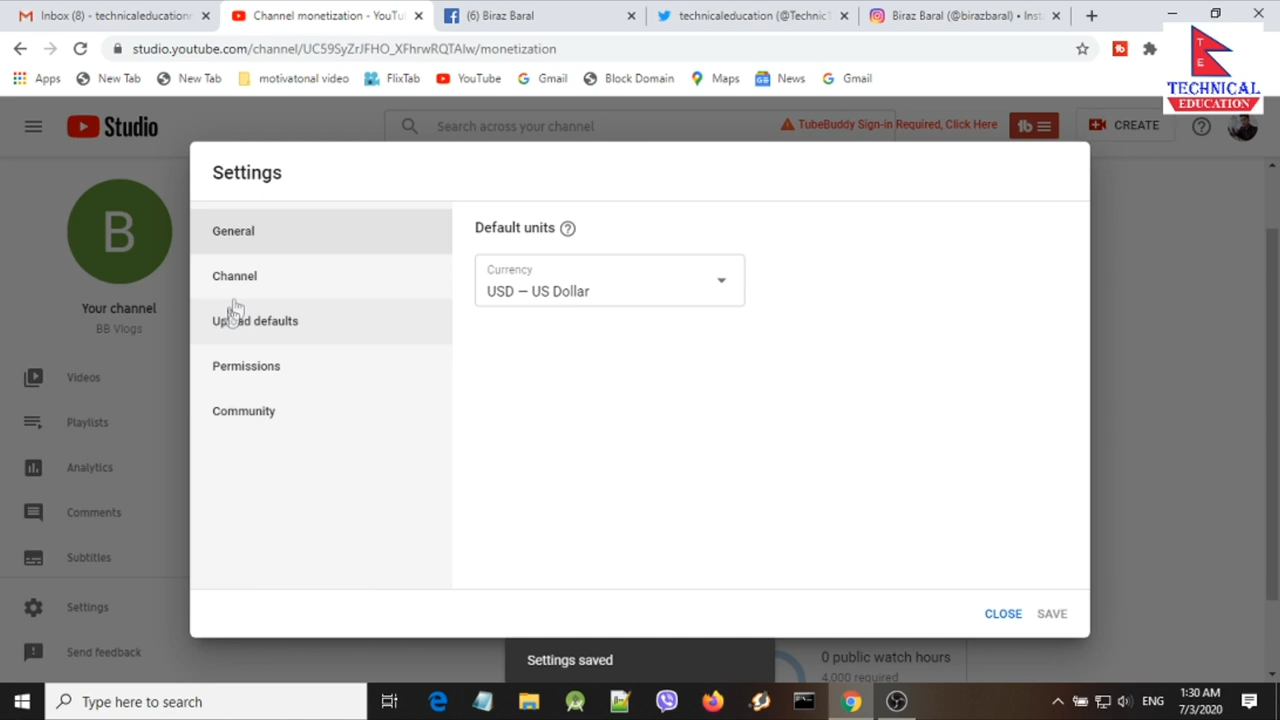 Inbox (8) - technicaleducationn
Channel monetization - YouTu
(6) Biraz Baral
technicaleducation (@Technic
Biraz Baral (@birazbaral) • Inst
studio.youtube.com/channel/UC59SyZrJFHO_XFhrwRQTAlw/monetization
Apps
New Tab
New Tab
motivatonal video
FlixTab
YouTube
Gmail
Block Domain
Maps
News
Gmail
T
E
TECHNICAL
EDUCATION
Studio
Search across your channel
TubeBuddy Sign-in Required, Click Here
tb
CREATE
Settings
B
Your channel
BB Vlogs
Videos
Playlists
Analytics
Comments
Subtitles
Settings
Send feedback
General
Channel
Upload defaults
Permissions
Community
Default units
Currency
USD — US Dollar
CLOSE
SAVE
Settings saved
0 public watch hours
4,000 required
Type here to search
ENG
1:30 AM
7/3/2020